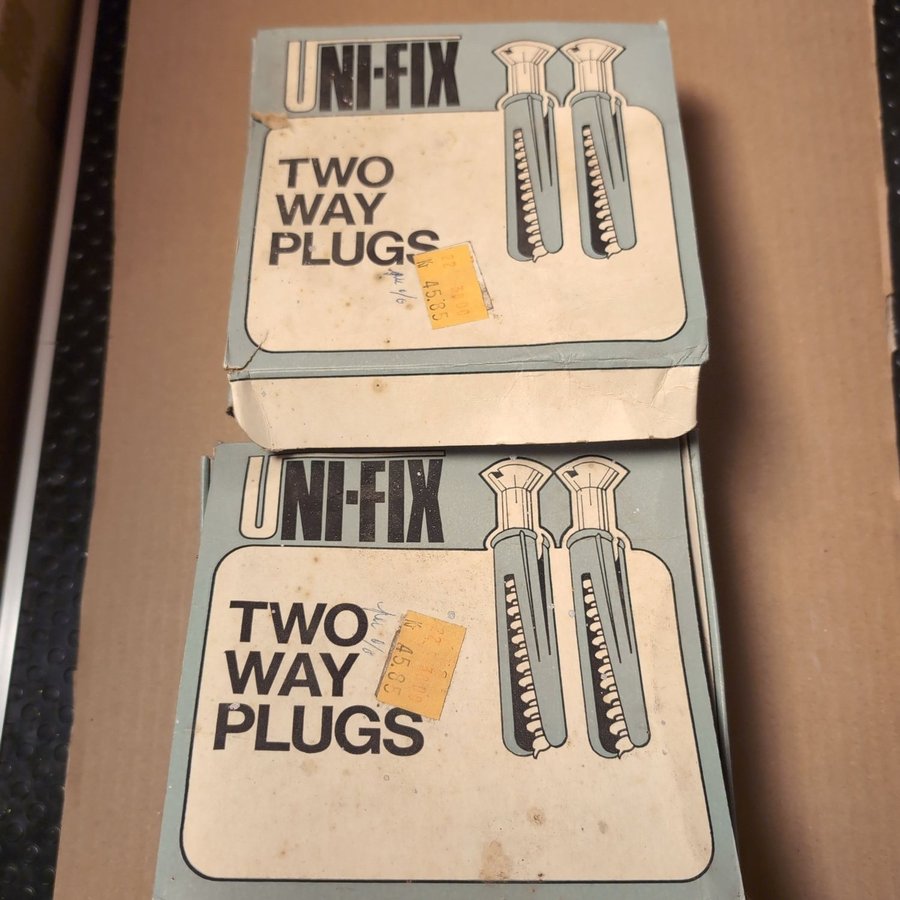 UNI-FIX
TWO
WAY
PLUGS
45.85
UNI-FIX
TWO
WAY
PLUGS
45.85